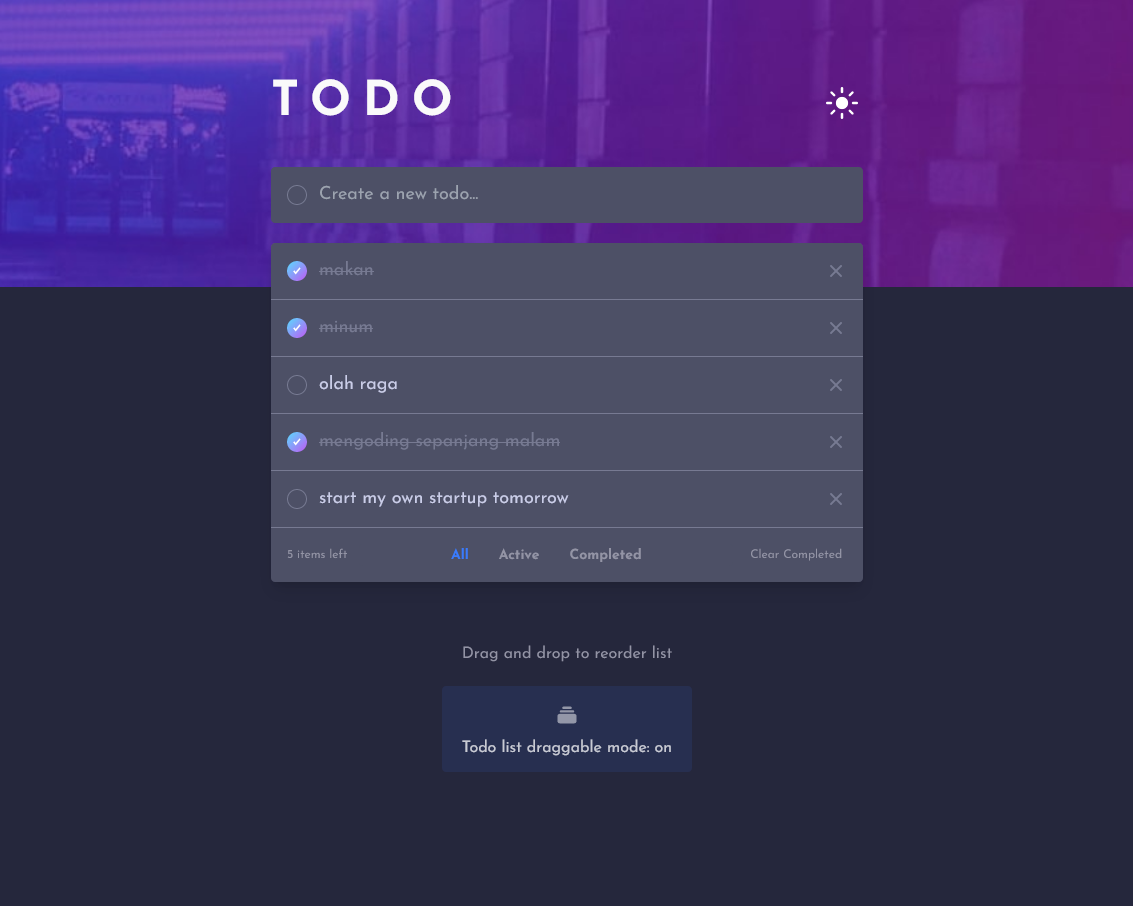 TODO
Create a new todo...
makan
minum
olah raga
mengoding sepanjang malam
start my own startup tomorrow
5 items left All Active Completed Clear Completed
Drag and drop to reorder list
Todo list draggable mode: on